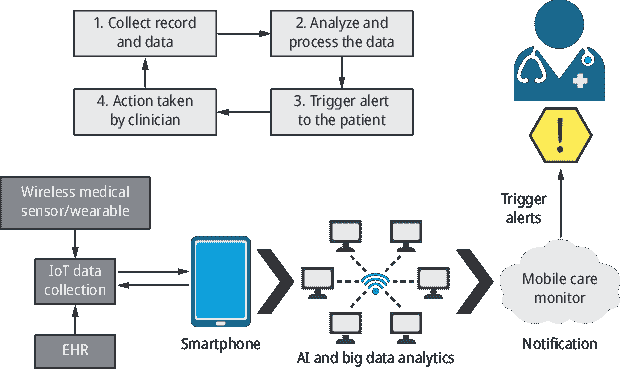 1. Collect record
and data
2. Analyze and
process the data
4. Action taken
by clinician
3. Trigger alert
to the patient
Wireless medical
sensor/wearable
IoT data
collection
EHR
Smartphone
AI and big data analytics
!
Trigger
alerts
Mobile care
monitor
Notification